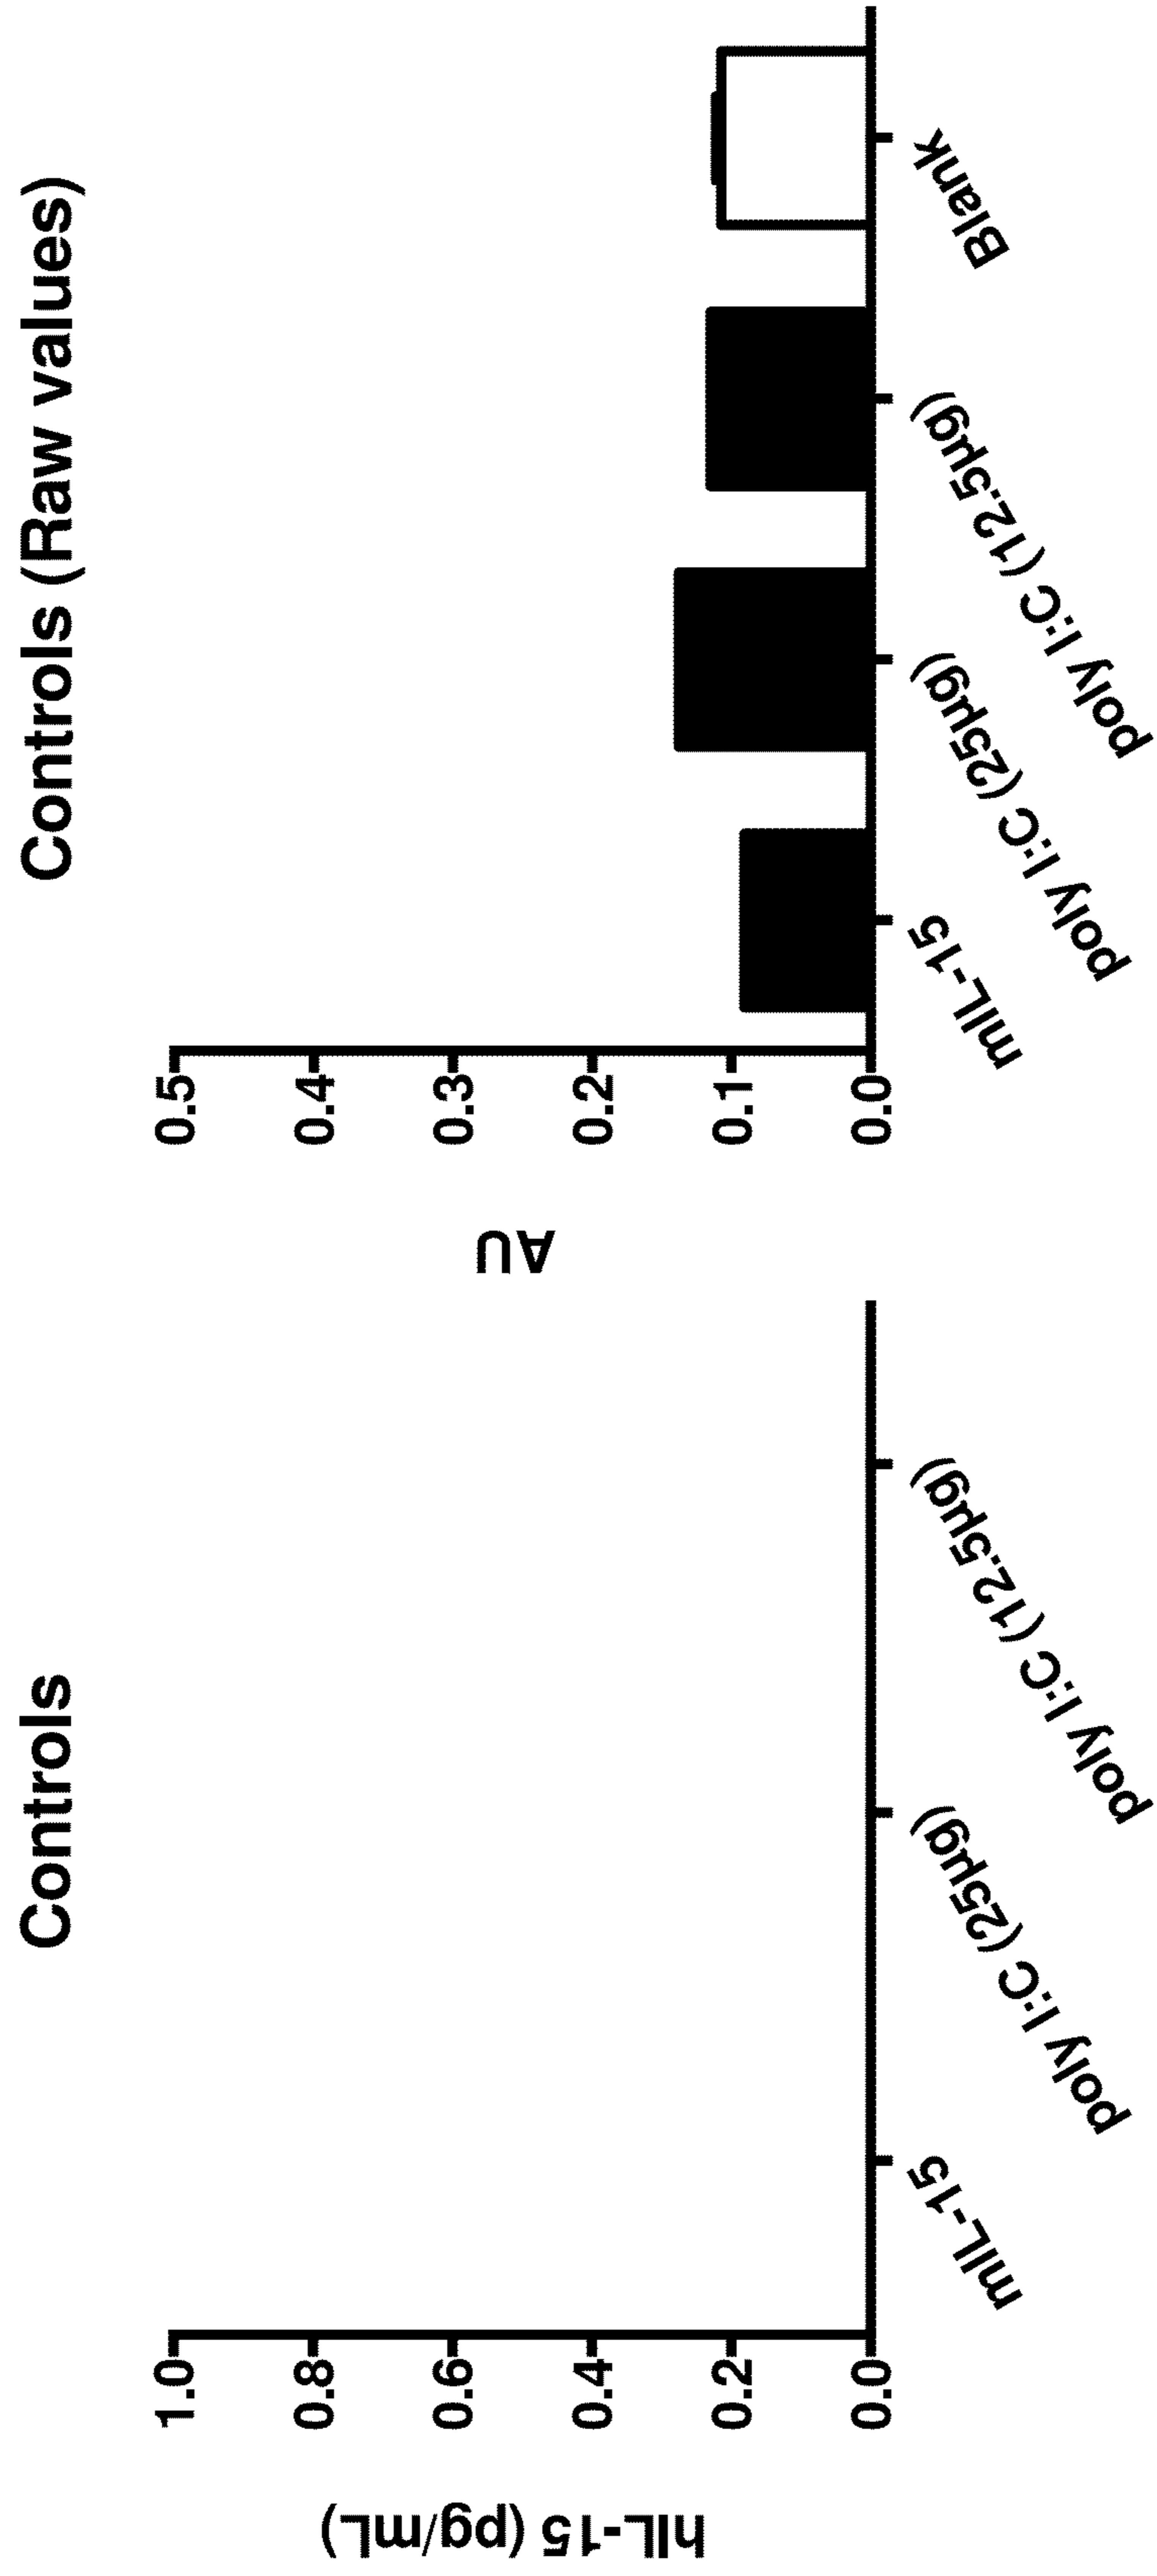 Controls
hIL-15 (pg/mL)
1.0
0.8
0.6
0.4
0.2
0.0
mIL-15
poly I:C (25µg)
poly I:C (12.5µg)
Controls (Raw values)
AU
0.5
0.4
0.3
0.2
0.1
0.0
mIL-15
poly I:C (25µg)
poly I:C (12.5µg)
Blank